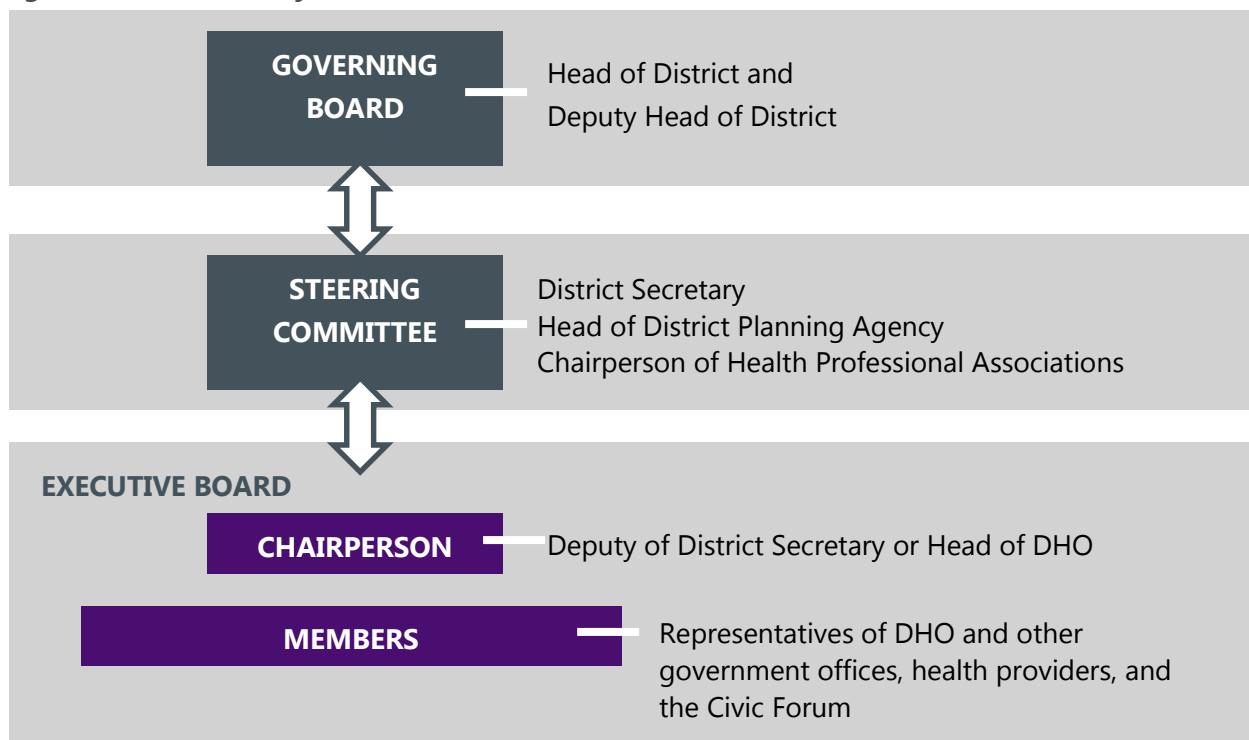 GOVERNING
BOARD
Head of District and
Deputy Head of District
STEERING
COMMITTEE
District Secretary
Head of District Planning Agency
Chairperson of Health Professional Associations
EXECUTIVE BOARD
CHAIRPERSON
Deputy of District Secretary or Head of DHO
MEMBERS
Representatives of DHO and other
government offices, health providers, and
the Civic Forum